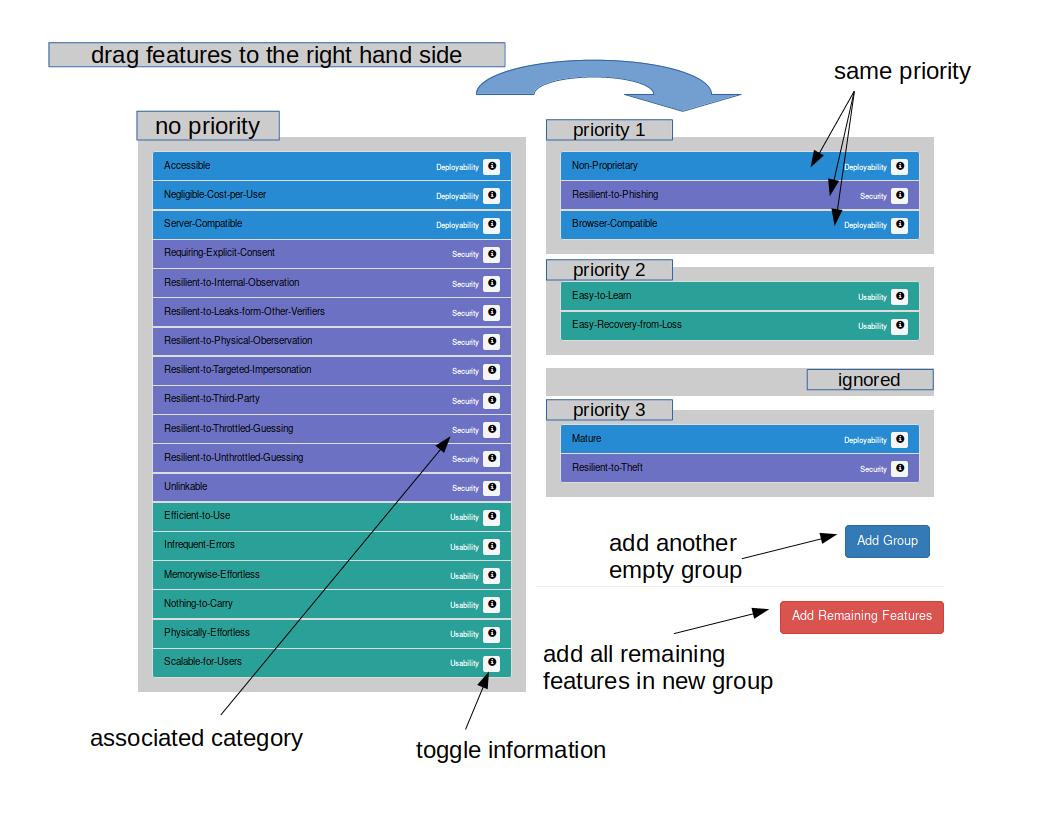 drag features to the right hand side
same priority
no priority
Accessible Deployability
Negligible-Cost-per-User Deployability
Server-Compatible Deployability
Requiring-Explicit-Consent Security
Resilient-to-Internal-Observation Security
Resilient-to-Leaks-form-Other-Verifiers Security
Resilient-to-Physical-Oberservation Security
Resilient-to-Targeted-Impersonation Security
Resilient-to-Third-Party Security
Resilient-to-Throttled-Guessing Security
Resilient-to-Unthrottled-Guessing Security
Unlinkable Security
Efficient-to-Use Usability
Infrequent-Errors Usability
Memorywise-Effortless Usability
Nothing-to-Carry Usability
Physically-Effortless Usability
Scalable-for-Users Usability
priority 1
Non-Proprietary Deployability
Resilient-to-Phishing Security
Browser-Compatible Deployability
priority 2
Easy-to-Learn Usability
Easy-Recovery-from-Loss Usability
ignored
priority 3
Mature Deployability
Resilient-to-Theft Security
add another
empty group
Add Group
Add Remaining Features
add all remaining
features in new group
associated category
toggle information